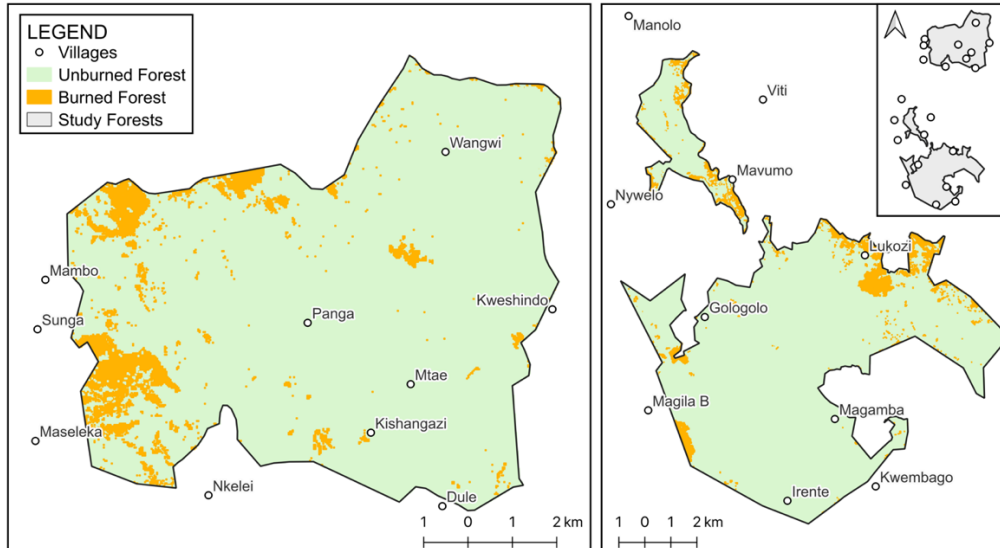 LEGEND
Villages
Unburned Forest
Burned Forest
Study Forests
Wangwi
Mambo
Kweshindo
Sunga
Panga
Mtae
Kishangazi
Maseleka
Nkelei
Dule
1 0 1 2 km
Manolo
Viti
Mavumo
Nywelo
Lukozi
Gologolo
Magila B
Magamba
Kwembago
Irente
1 0 1 2 km